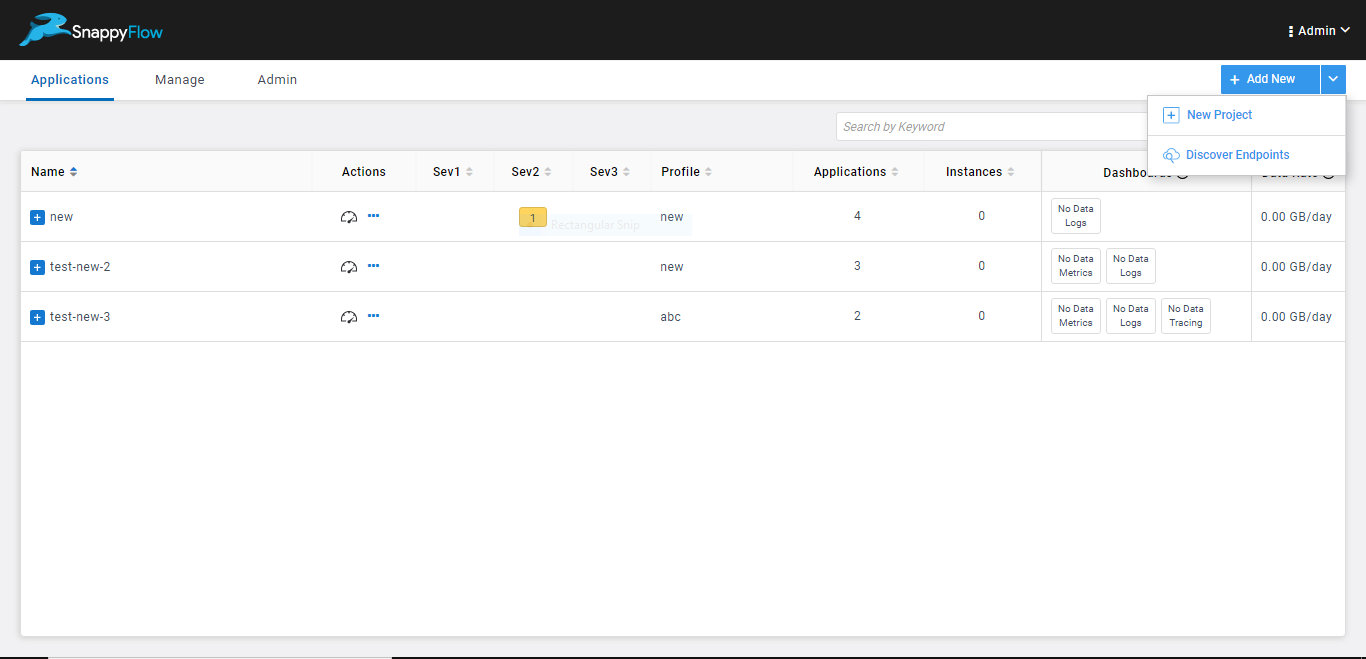 SnappyFlow
Admin
Applications Manage Admin
+ Add New
New Project
Discover Endpoints
Search by Keyword
Name Actions Sev1 Sev2 Sev3 Profile Applications Instances Dashboards Data Rate
new 1 new 4 0 No Data Logs 0.00 GB/day
Rectangular Snip
test-new-2 new 3 0 No Data Metrics No Data Logs 0.00 GB/day
test-new-3 abc 2 0 No Data Metrics No Data Logs No Data Tracing 0.00 GB/day